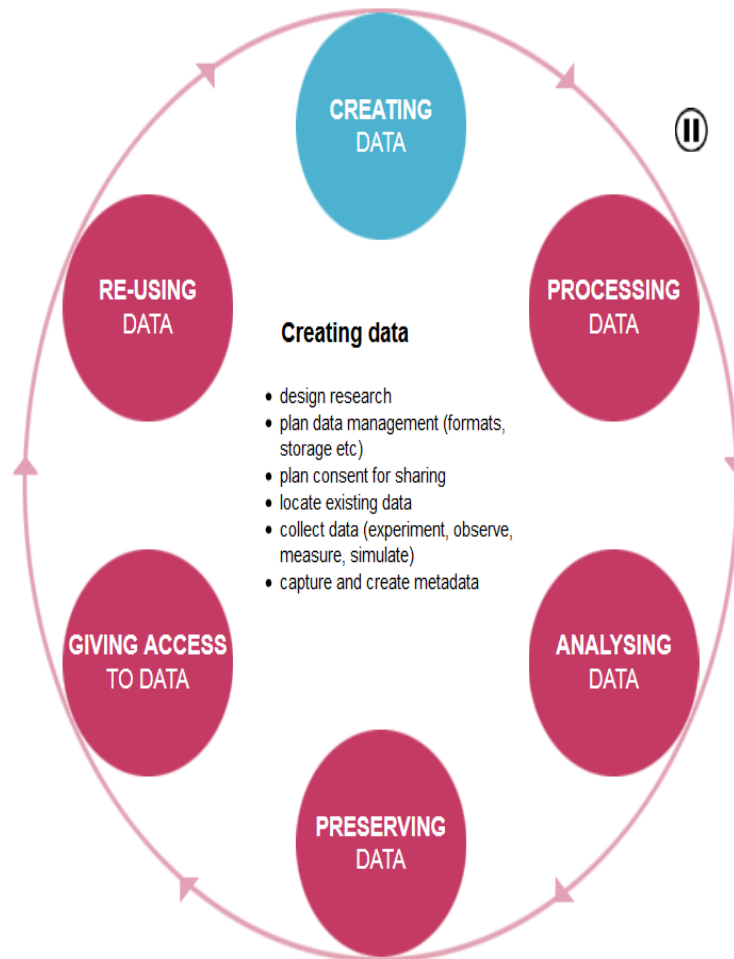 CREATING
DATA
RE-USING
DATA
PROCESSING
DATA
Creating data
• design research
• plan data management (formats,
storage etc)
• plan consent for sharing
• locate existing data
• collect data (experiment, observe,
measure, simulate)
• capture and create metadata
GIVING ACCESS
TO DATA
ANALYSING
DATA
PRESERVING
DATA